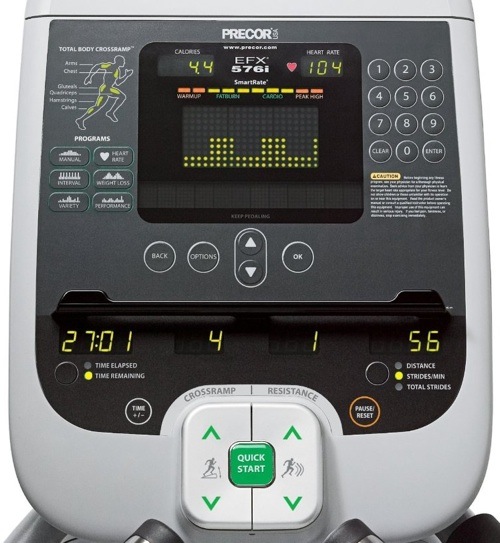 PRECOR USA
www.precor.com
TOTAL BODY CROSSRAMP™
Arms
Chest
Gluteals
Quadriceps
Hamstrings
Calves
CALORIES
4.4
EFX®
576i
HEART RATE
104
SmartRate®
WARMUP FATBURN CARDIO PEAK HIGH
PROGRAMS
MANUAL
HEART RATE
INTERVAL
WEIGHT LOSS
VARIETY
PERFORMANCE
KEEP PEDALING
1 2 3
4 5 6
7 8 9
CLEAR 0 ENTER
CAUTION
BACK OPTIONS OK
27:01 4 1 56
TIME ELAPSED
TIME REMAINING
DISTANCE
STRIDES/MIN
TOTAL STRIDES
CROSSRAMP RESISTANCE
TIME
+/−
PAUSE/
RESET
QUICK
START